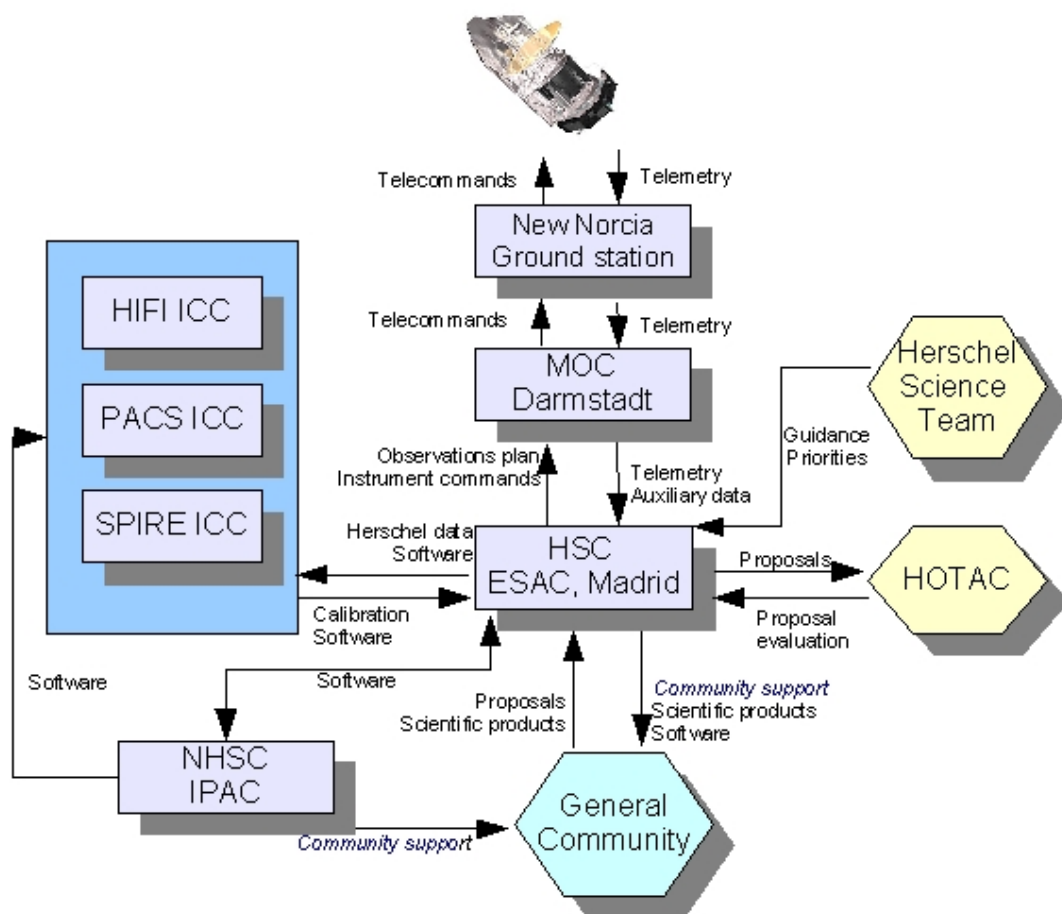 Telecommands
Telemetry
New Norcia
Ground station
Telecommands
Telemetry
HIFI ICC
PACS ICC
SPIRE ICC
MOC
Darmstadt
Herschel
Science
Team
Guidance
Priorities
Observations plan
Instrument commands
Telemetry
Auxiliary data
Herschel data
Software
HSC
ESAC, Madrid
Proposals
HOTAC
Calibration
Software
Proposal
evaluation
Software
Software
Proposals
Scientific products
Community support
Scientific products
Software
NHSC
IPAC
General
Community
Community support